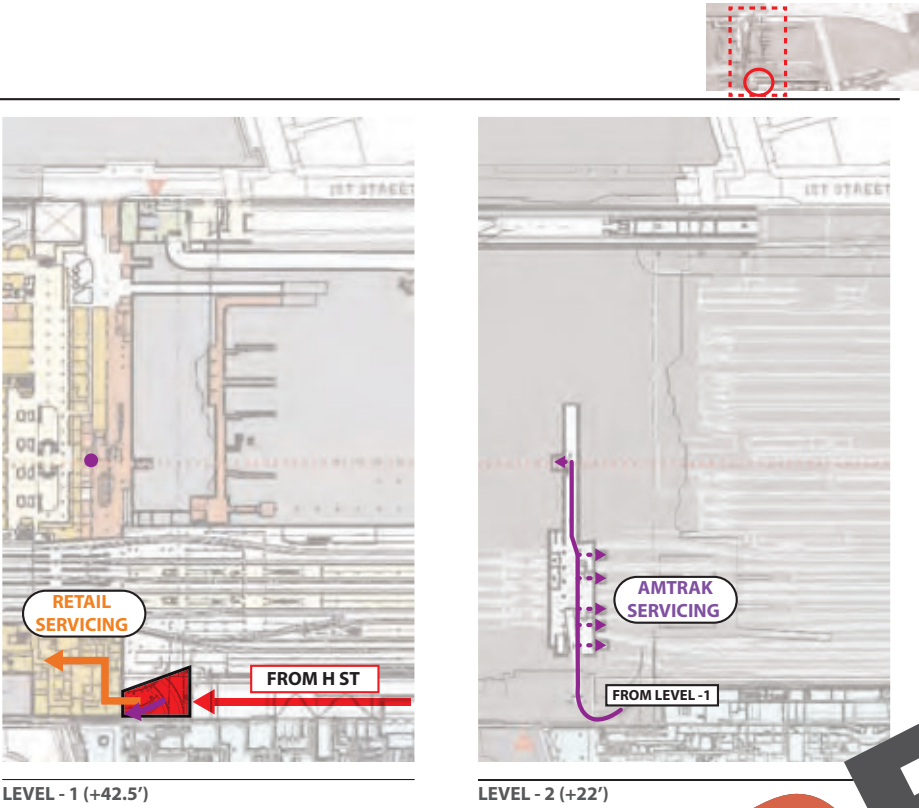 1ST STREET
1ST STREET
RETAIL
SERVICING
FROM H ST
AMTRAK
SERVICING
FROM LEVEL -1
LEVEL - 1 (+42.5’)
LEVEL - 2 (+22’)